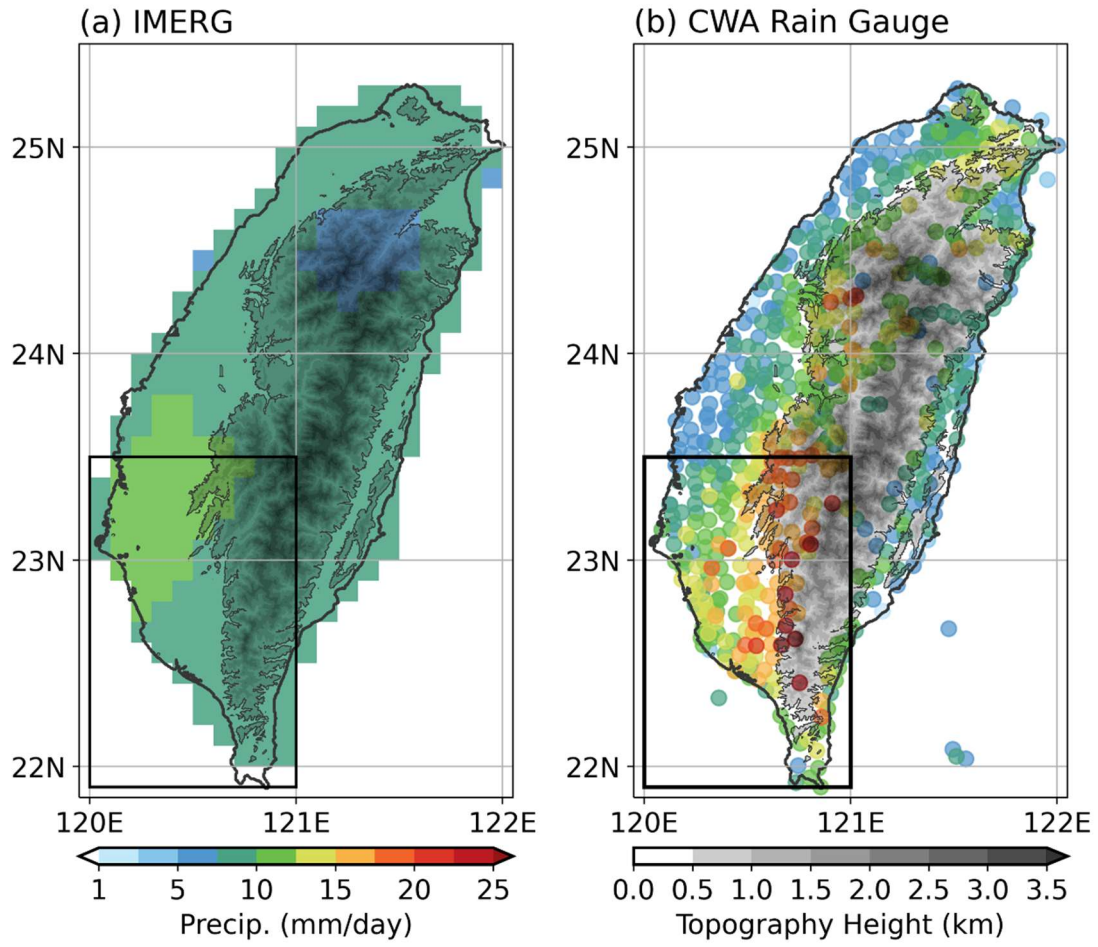 (a) IMERG
(b) CWA Rain Gauge
25N
24N
23N
22N
120E 121E 122E
25N
24N
23N
22N
120E 121E 122E
1 5 10 15 20 25
Precip. (mm/day)
0.0 0.5 1.0 1.5 2.0 2.5 3.0 3.5
Topography Height (km)